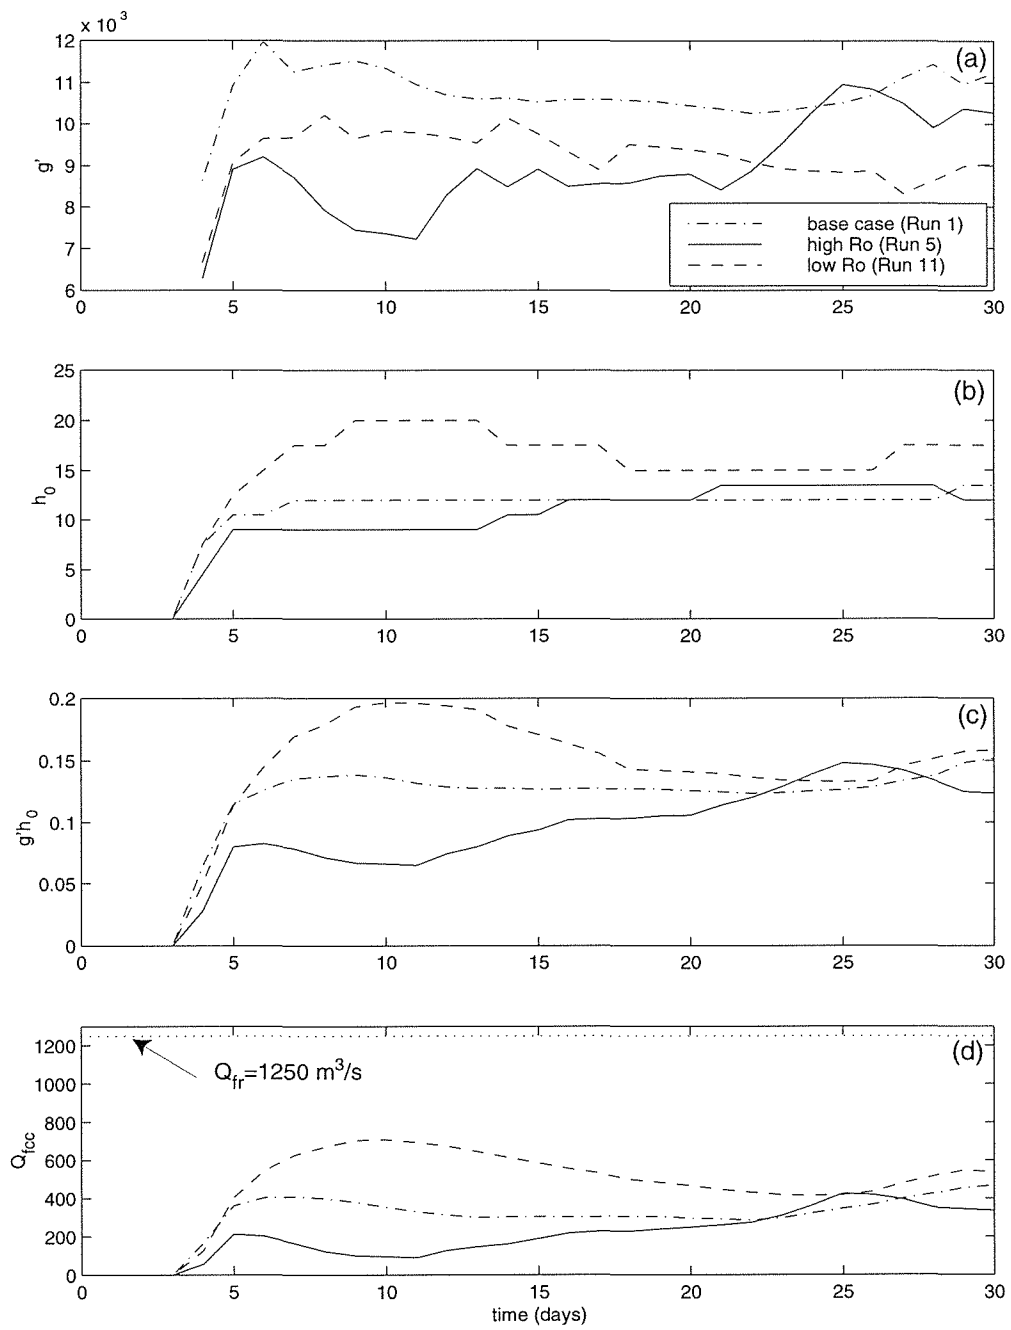 x 10 3
12
11
10
9
8
7
6
g'
(a)
base case (Run 1)
high Ro (Run 5)
low Ro (Run 11)
0 5 10 15 20 25 30
25
20
15
10
5
0
h0
(b)
0 5 10 15 20 25 30
0.2
0.15
0.1
0.05
0
g'h0
(c)
0 5 10 15 20 25 30
1200
1000
800
600
400
200
0
Qfcc
(d)
Qfr=1250 m3/s
0 5 10 15 20 25 30
time (days)